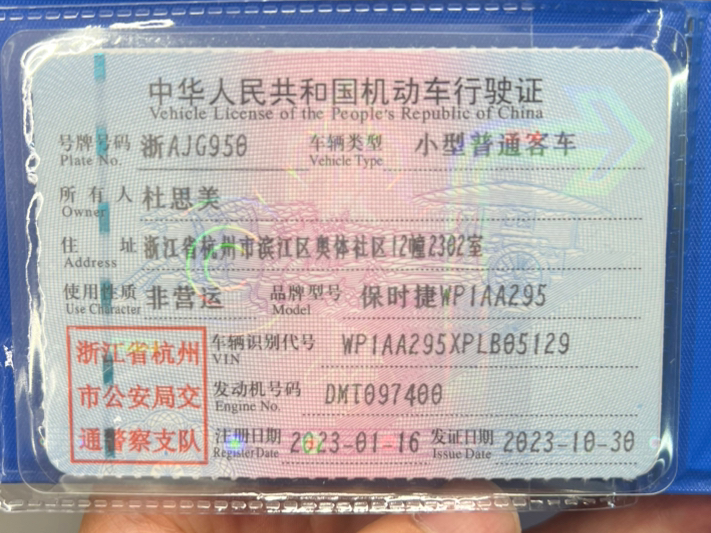 中华人民共和国机动车行驶证
Vehicle License of the People's Republic of China
号牌号码 浙AJG950 车辆类型 小型普通客车
Plate No. Vehicle Type
所有人 杜思美
Owner
住址 浙江省杭州市滨江区奥体社区12幢2302室
Address
使用性质 非营运 品牌型号 保时捷WP1AA295
Use Character Model
浙江省杭州 车辆识别代号 WP1AA295XPLB05129
VIN
市公安局交 发动机号码 DMT097400
Engine No.
通警察支队 注册日期 2023-01-16 发证日期 2023-10-30
Register Date Issue Date